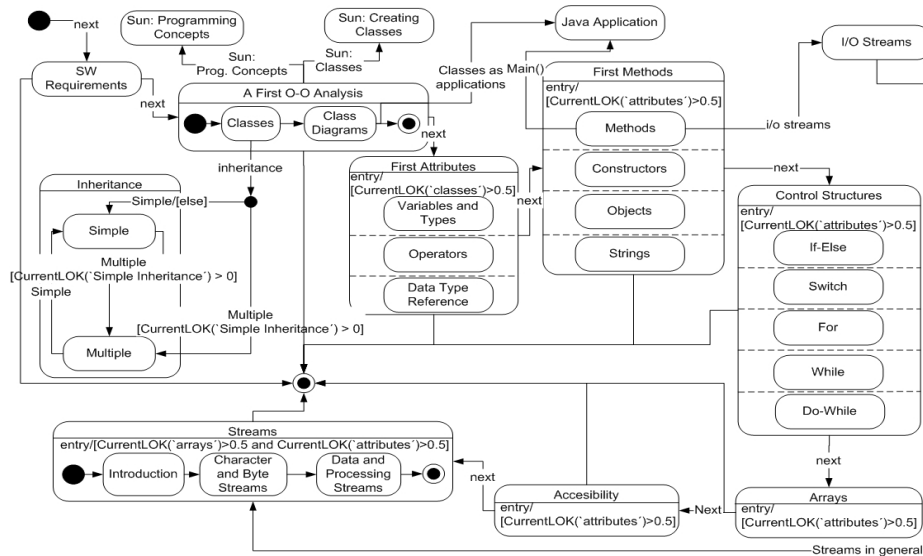 next
Sun: Programming
Concepts
Sun: Creating
Classes
Java Application
I/O Streams
SW
Requirements
Sun:
Prog. Concepts
Sun:
Classes
Classes as
applications
Main()
next
A First O-O Analysis
Classes
Class
Diagrams
next
inheritance
First Methods
entry/
[CurrentLOK(`attributes´)>0.5]
Methods
Constructors
Objects
Strings
i/o streams
next
First Attributes
entry/
[CurrentLOK(`classes´)>0.5]
Variables and
Types
Operators
Data Type
Reference
next
Inheritance
Simple/[else]
Simple
Multiple
[CurrentLOK(`Simple Inheritance´) > 0]
Simple
Multiple
[CurrentLOK(`Simple Inheritance´) > 0]
Multiple
Control Structures
entry/
[CurrentLOK(`attributes´)>0.5]
If-Else
Switch
For
While
Do-While
next
Streams
entry/[CurrentLOK(`arrays´)>0.5 and CurrentLOK(`attributes´)>0.5]
Introduction
Character
and Byte
Streams
Data and
Processing
Streams
next
Accesibility
entry/
[CurrentLOK(`attributes´)>0.5]
Next
Arrays
entry/
[CurrentLOK(`attributes´)>0.5]
Streams in general